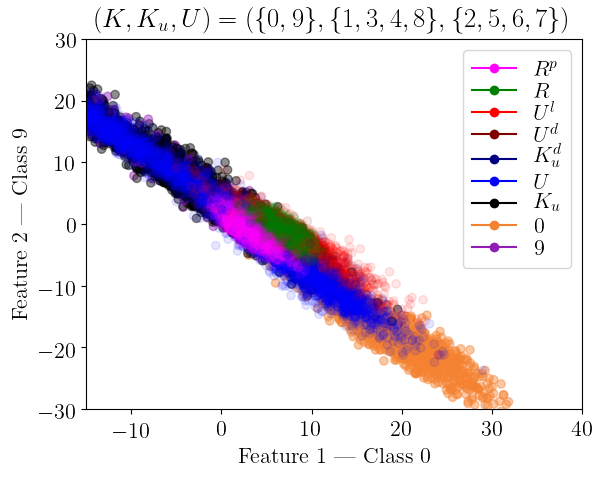 (K, K_u, U) = ({0, 9}, {1, 3, 4, 8}, {2, 5, 6, 7})
30
20
10
0
−10
−20
−30
Feature 2 — Class 9
R^p
R
U^l
U^d
K_u^d
U
K_u
0
9
−10
0
10
20
30
40
Feature 1 — Class 0